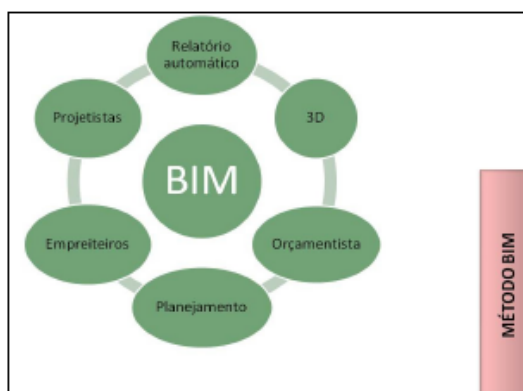 Relatório
automático
Projetistas
3D
BIM
Empreiteiros
Orçamentista
Planejamento
MÉTODO BIM